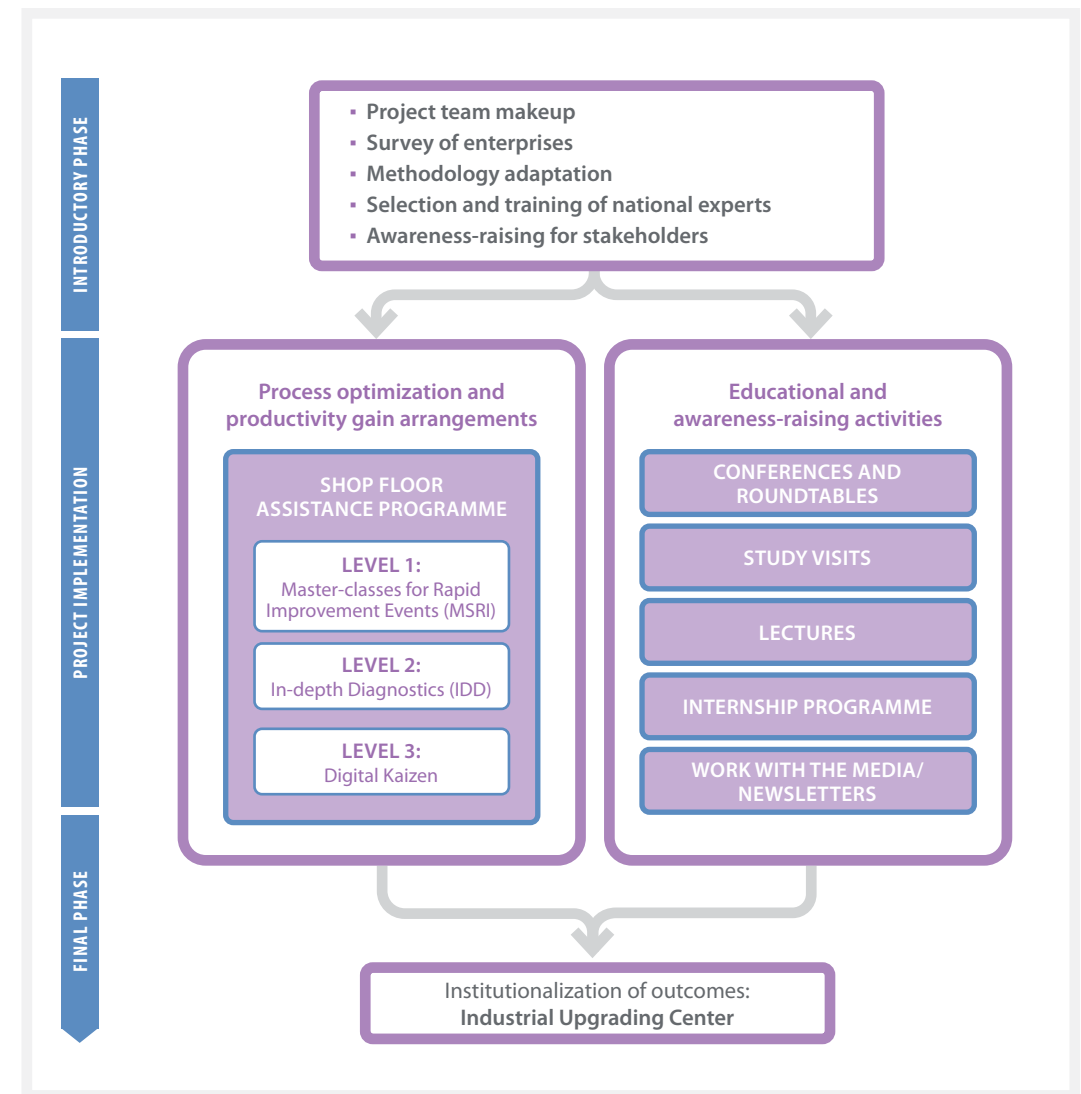 INTRODUCTORY PHASE
▪ Project team makeup
▪ Survey of enterprises
▪ Methodology adaptation
▪ Selection and training of national experts
▪ Awareness-raising for stakeholders
PROJECT IMPLEMENTATION
Process optimization and
productivity gain arrangements
SHOP FLOOR
ASSISTANCE PROGRAMME
LEVEL 1:
Master-classes for Rapid
Improvement Events (MSRI)
LEVEL 2:
In-depth Diagnostics (IDD)
LEVEL 3:
Digital Kaizen
Educational and
awareness-raising activities
CONFERENCES AND
ROUNDTABLES
STUDY VISITS
LECTURES
INTERNSHIP PROGRAMME
WORK WITH THE MEDIA/
NEWSLETTERS
FINAL PHASE
Institutionalization of outcomes:
Industrial Upgrading Center